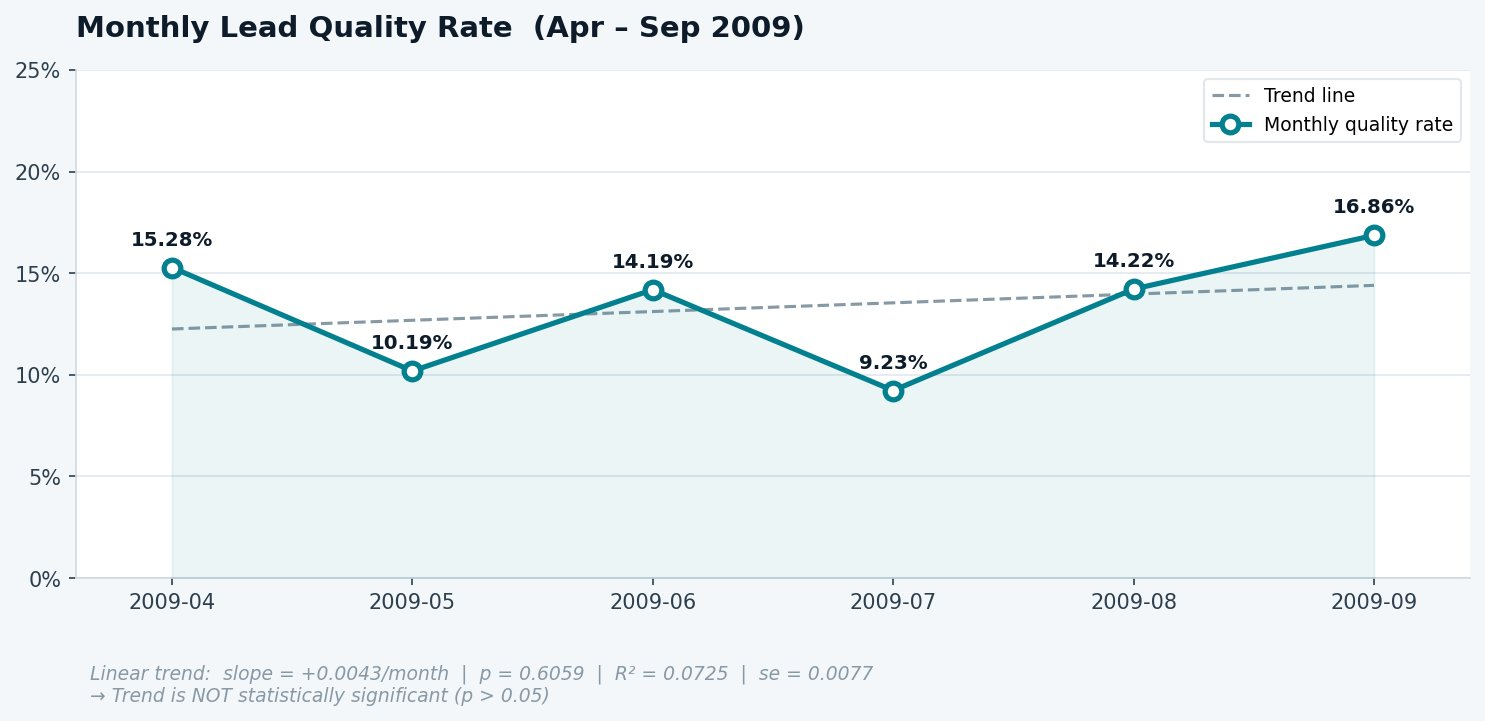 Monthly Lead Quality Rate  (Apr – Sep 2009)
25%
Trend line
Monthly quality rate
20%
16.86%
15.28%
14.19%
14.22%
15%
10.19%
9.23%
10%
5%
0%
2009-04 2009-05 2009-06 2009-07 2009-08 2009-09
Linear trend:  slope = +0.0043/month  |  p = 0.6059  |  R² = 0.0725  |  se = 0.0077
→ Trend is NOT statistically significant (p > 0.05)